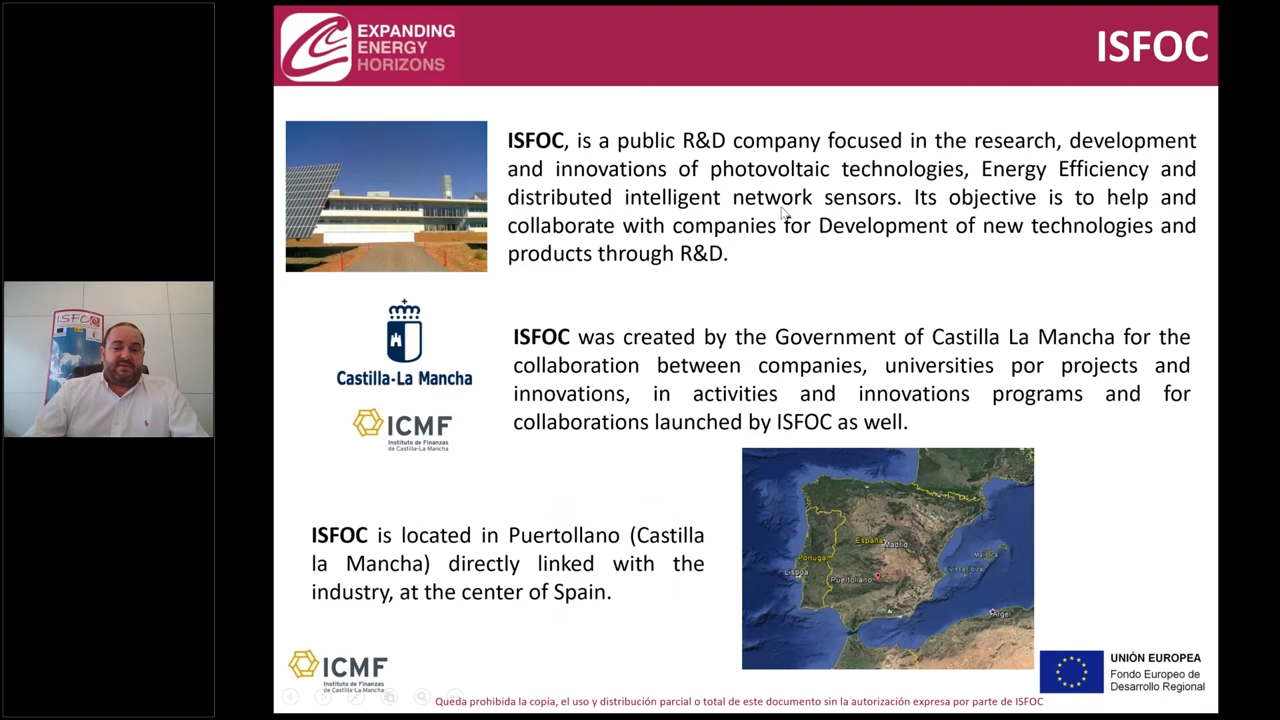 EXPANDING
ENERGY
HORIZONS
ISFOC
ISFOC, is a public R&D company focused in the research, development
and innovations of photovoltaic technologies, Energy Efficiency and
distributed intelligent network sensors. Its objective is to help and
collaborate with companies for Development of new technologies and
products through R&D.
ISFOC
Castilla-La Mancha
ICMF
Instituto de Finanzas
de Castilla-La Mancha
ISFOC was created by the Government of Castilla La Mancha for the
collaboration between companies, universities por projects and
innovations, in activities and innovations programs and for
collaborations launched by ISFOC as well.
ISFOC is located in Puertollano (Castilla
la Mancha) directly linked with the
industry, at the center of Spain.
España
Madrid
Portugal
Lisboa
Puertollano
Mallorca
Argel
ICMF
Instituto de Finanzas
de Castilla-La Mancha
UNIÓN EUROPEA
Fondo Europeo de
Desarrollo Regional
Queda prohibida la copia, el uso y distribución parcial o total de este documento sin la autorización expresa por parte de ISFOC